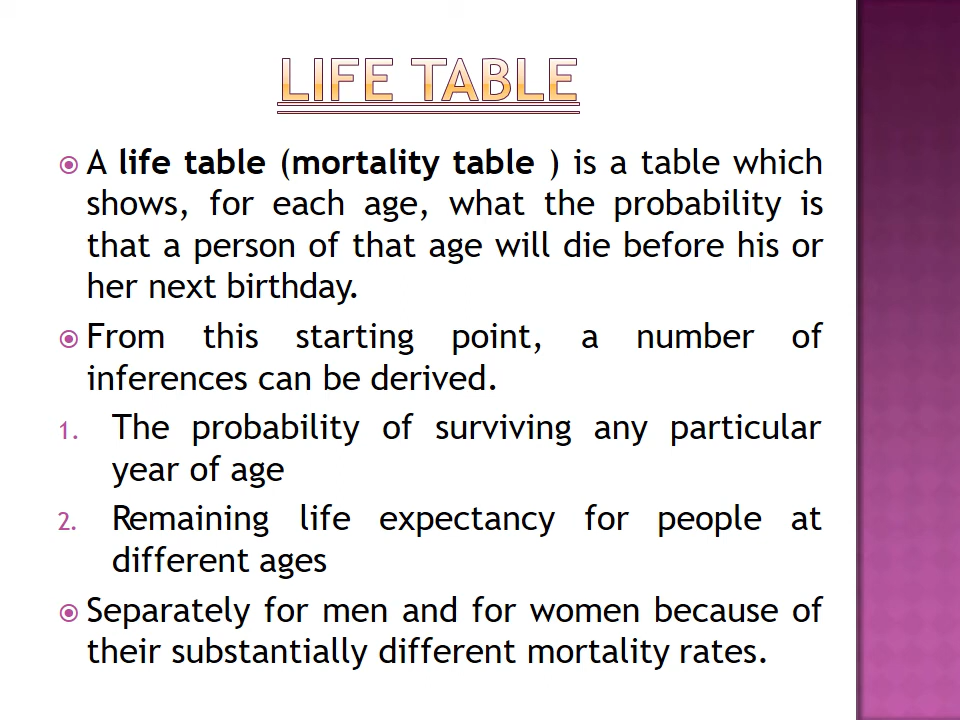 LIFE TABLE
A life table (mortality table ) is a table which
shows, for each age, what the probability is
that a person of that age will die before his or
her next birthday.
From this starting point, a number of
inferences can be derived.
1. The probability of surviving any particular
year of age
2. Remaining life expectancy for people at
different ages
Separately for men and for women because of
their substantially different mortality rates.